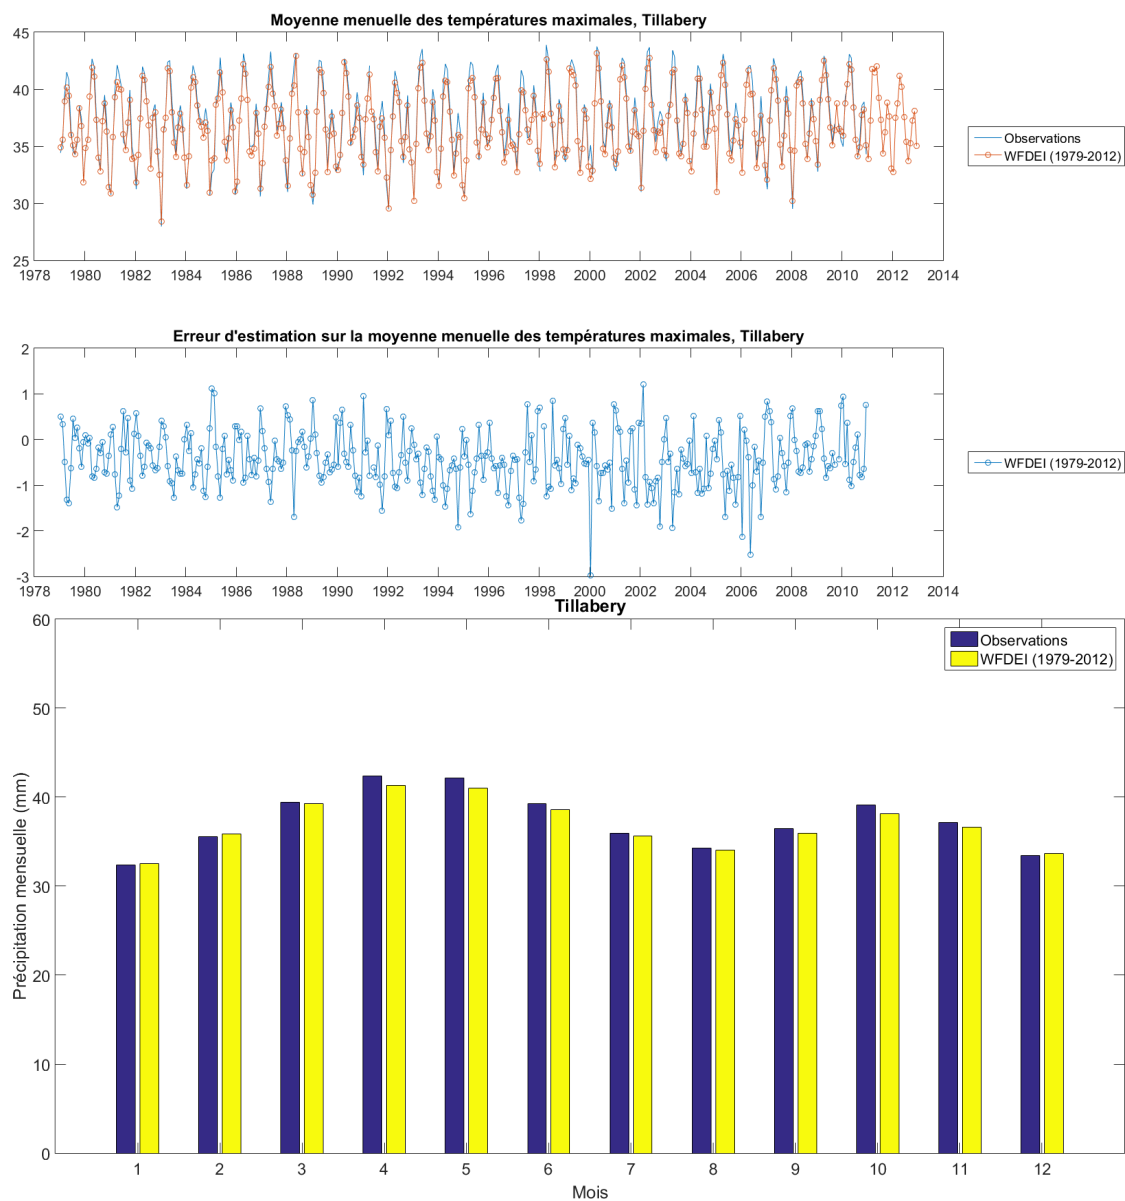 Moyenne menuelle des températures maximales, Tillabery
45
40
35
30
25
1978 1980 1982 1984 1986 1988 1990 1992 1994 1996 1998 2000 2002 2004 2006 2008 2010 2012 2014
Observations
WFDEI (1979-2012)
Erreur d'estimation sur la moyenne menuelle des températures maximales, Tillabery
2
1
0
-1
-2
-3
1978 1980 1982 1984 1986 1988 1990 1992 1994 1996 1998 2000 2002 2004 2006 2008 2010 2012 2014
WFDEI (1979-2012)
Tillabery
60
50
40
30
20
10
0
Précipitation mensuelle (mm)
Observations
WFDEI (1979-2012)
1 2 3 4 5 6 7 8 9 10 11 12
Mois